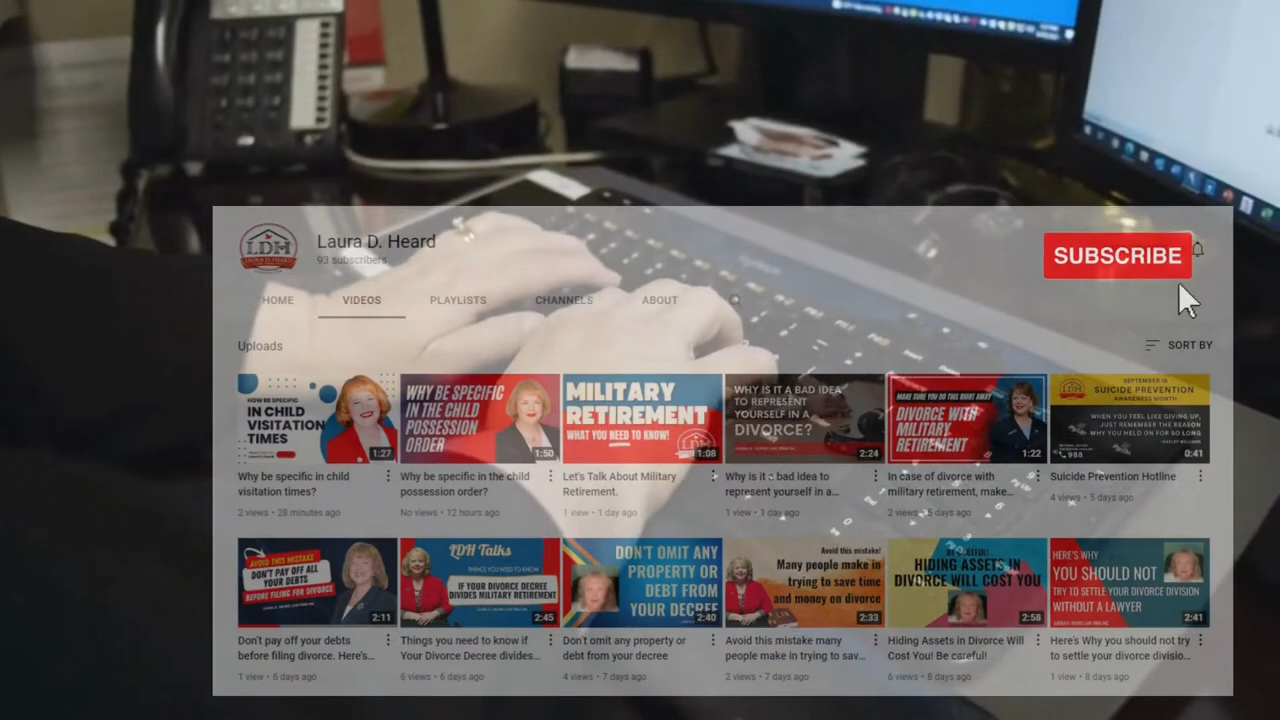 LDH
LAURA D. HEARD
Laura D. Heard
93 subscribers
SUBSCRIBE
HOME
VIDEOS
PLAYLISTS
CHANNELS
ABOUT
Uploads
SORT BY
HOW BE SPECIFIC
IN CHILD
VISITATION
TIMES?
1:27
Why be specific in child
visitation times?
2 views • 28 minutes ago
WHY BE SPECIFIC
IN THE CHILD
POSSESSION
ORDER
1:50
Why be specific in the child
possession order?
No views • 12 hours ago
MILITARY
RETIREMENT
WHAT YOU NEED TO KNOW!
1:08
Let's Talk About Military
Retirement.
1 view • 1 day ago
WHY IS IT A BAD IDEA
TO REPRESENT
YOURSELF IN A
DIVORCE?
2:24
Why is it a bad idea to
represent yourself in a...
1 view • 1 day ago
MAKE SURE YOU DO THIS RIGHT AWAY
DIVORCE WITH
MILITARY
RETIREMENT
1:22
In case of divorce with
military retirement, make...
2 views • 5 days ago
SEPTEMBER IS
SUICIDE PREVENTION
AWARENESS MONTH
WHEN YOU FEEL LIKE GIVING UP,
JUST REMEMBER THE REASON
WHY YOU HELD ON FOR SO LONG
988
0:41
Suicide Prevention Hotline
4 views • 5 days ago
AVOID THIS MISTAKE
DON'T PAY OFF ALL
YOUR DEBTS
BEFORE FILING FOR DIVORCE
2:11
Don't pay off your debts
before filing divorce. Here's...
1 view • 6 days ago
LDH Talks
THINGS YOU NEED TO KNOW
IF YOUR DIVORCE DECREE
DIVIDES MILITARY RETIREMENT
2:45
Things you need to know if
Your Divorce Decree divides...
6 views • 6 days ago
DON'T OMIT ANY
PROPERTY OR
DEBT FROM
YOUR DECREE
2:40
Don't omit any property or
debt from your decree
4 views • 7 days ago
Avoid this mistake!
Many people make in
trying to save time
and money on divorce
2:33
Avoid this mistake many
people make in trying to sav...
2 views • 7 days ago
BE CAREFUL!
HIDING ASSETS IN
DIVORCE WILL COST YOU
2:58
Hiding Assets in Divorce Will
Cost You! Be careful!
6 views • 8 days ago
HERE'S WHY
YOU SHOULD NOT
TRY TO SETTLE YOUR DIVORCE DIVISION
WITHOUT A LAWYER
2:41
Here's Why you should not try
to settle your divorce divisio...
1 view • 8 days ago